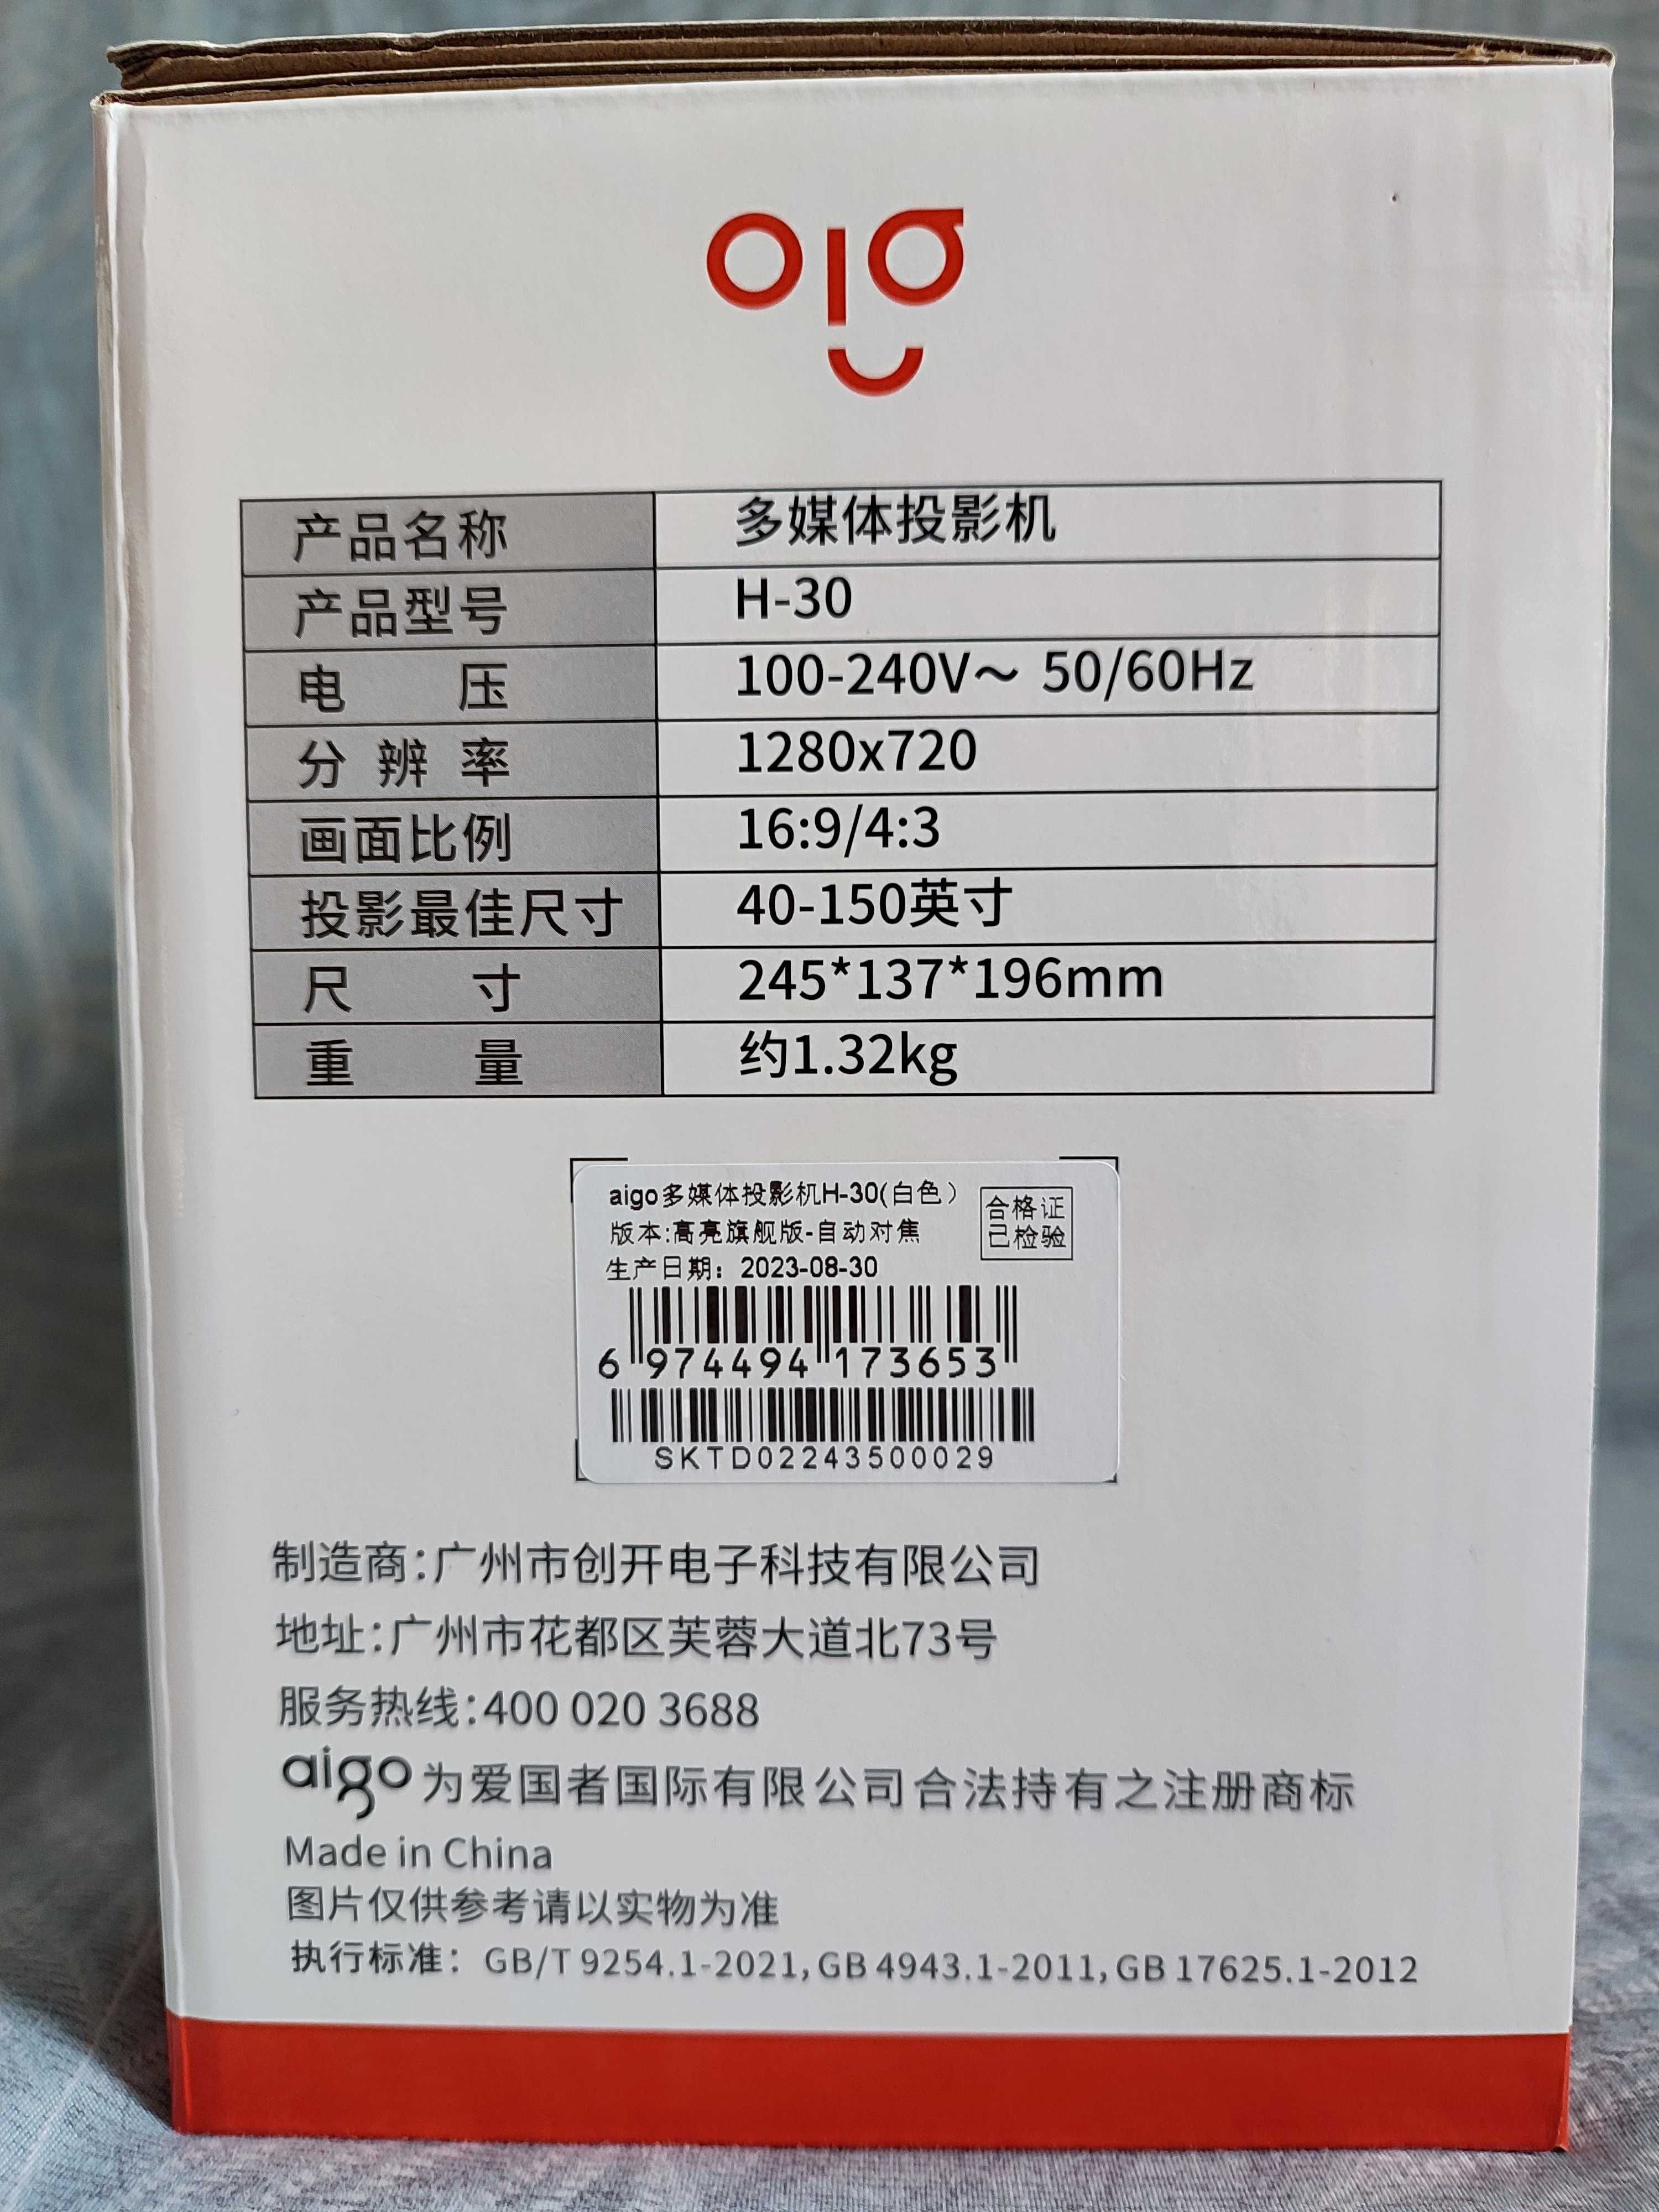 aigo
产品名称 多媒体投影机
产品型号 H-30
电压 100-240V～ 50/60Hz
分辨率 1280x720
画面比例 16:9/4:3
投影最佳尺寸 40-150英寸
尺寸 245*137*196mm
重量 约1.32kg
aigo多媒体投影机H-30(白色）
版本:高亮旗舰版-自动对焦
合格证
已检验
生产日期：2023-08-30
6 974494 173653
SKTD02243500029
制造商：广州市创开电子科技有限公司
地址：广州市花都区芙蓉大道北73号
服务热线：400 020 3688
aigo为爱国者国际有限公司合法持有之注册商标
Made in China
图片仅供参考请以实物为准
执行标准：GB/T 9254.1-2021, GB 4943.1-2011, GB 17625.1-2012